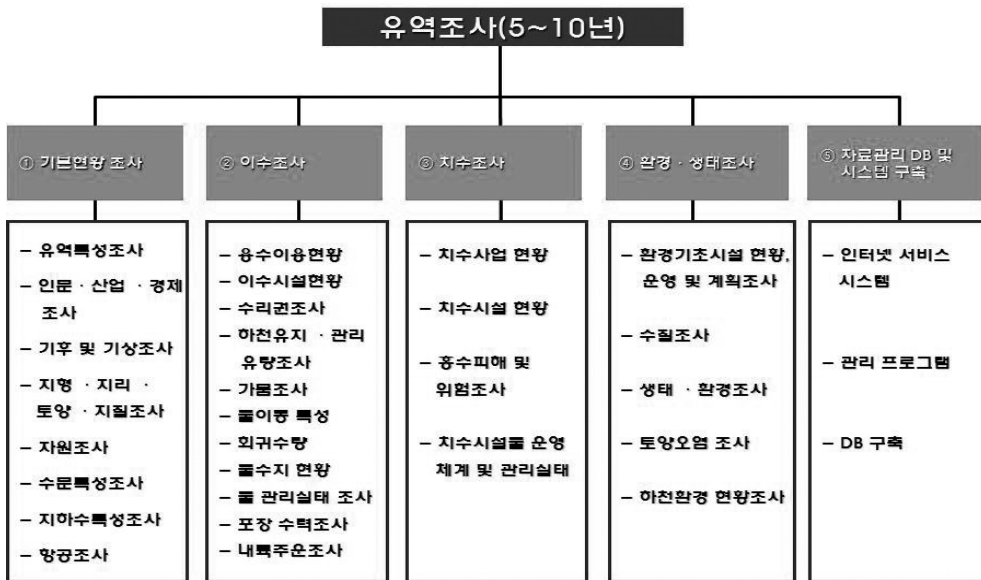 유역조사(5~10년)
① 기본현황 조사
- 유역특성조사
- 인문 · 산업 · 경제
조사
- 기후 및 기상조사
- 지형 · 지리 ·
토양 · 지질조사
- 자원조사
- 수문특성조사
- 지하수특성조사
- 항공조사
② 이수조사
- 용수이용현황
- 이수시설현황
- 수리권조사
- 하천유지 · 관리
유량조사
- 가뭄조사
- 물이동 특성
- 회귀수량
- 물수지 현황
- 물 관리실태 조사
- 포장 수력조사
- 내륙주운조사
③ 치수조사
- 치수사업 현황
- 치수시설 현황
- 홍수피해 및
위험조사
- 치수시설물 운영
체계 및 관리실태
④ 환경 · 생태조사
- 환경기초시설 현황,
운영 및 계획조사
- 수질조사
- 생태 · 환경조사
- 토양오염 조사
- 하천환경 현황조사
⑤ 자료관리 DB 및
시스템 구축
- 인터넷 서비스
시스템
- 관리 프로그램
- DB 구축